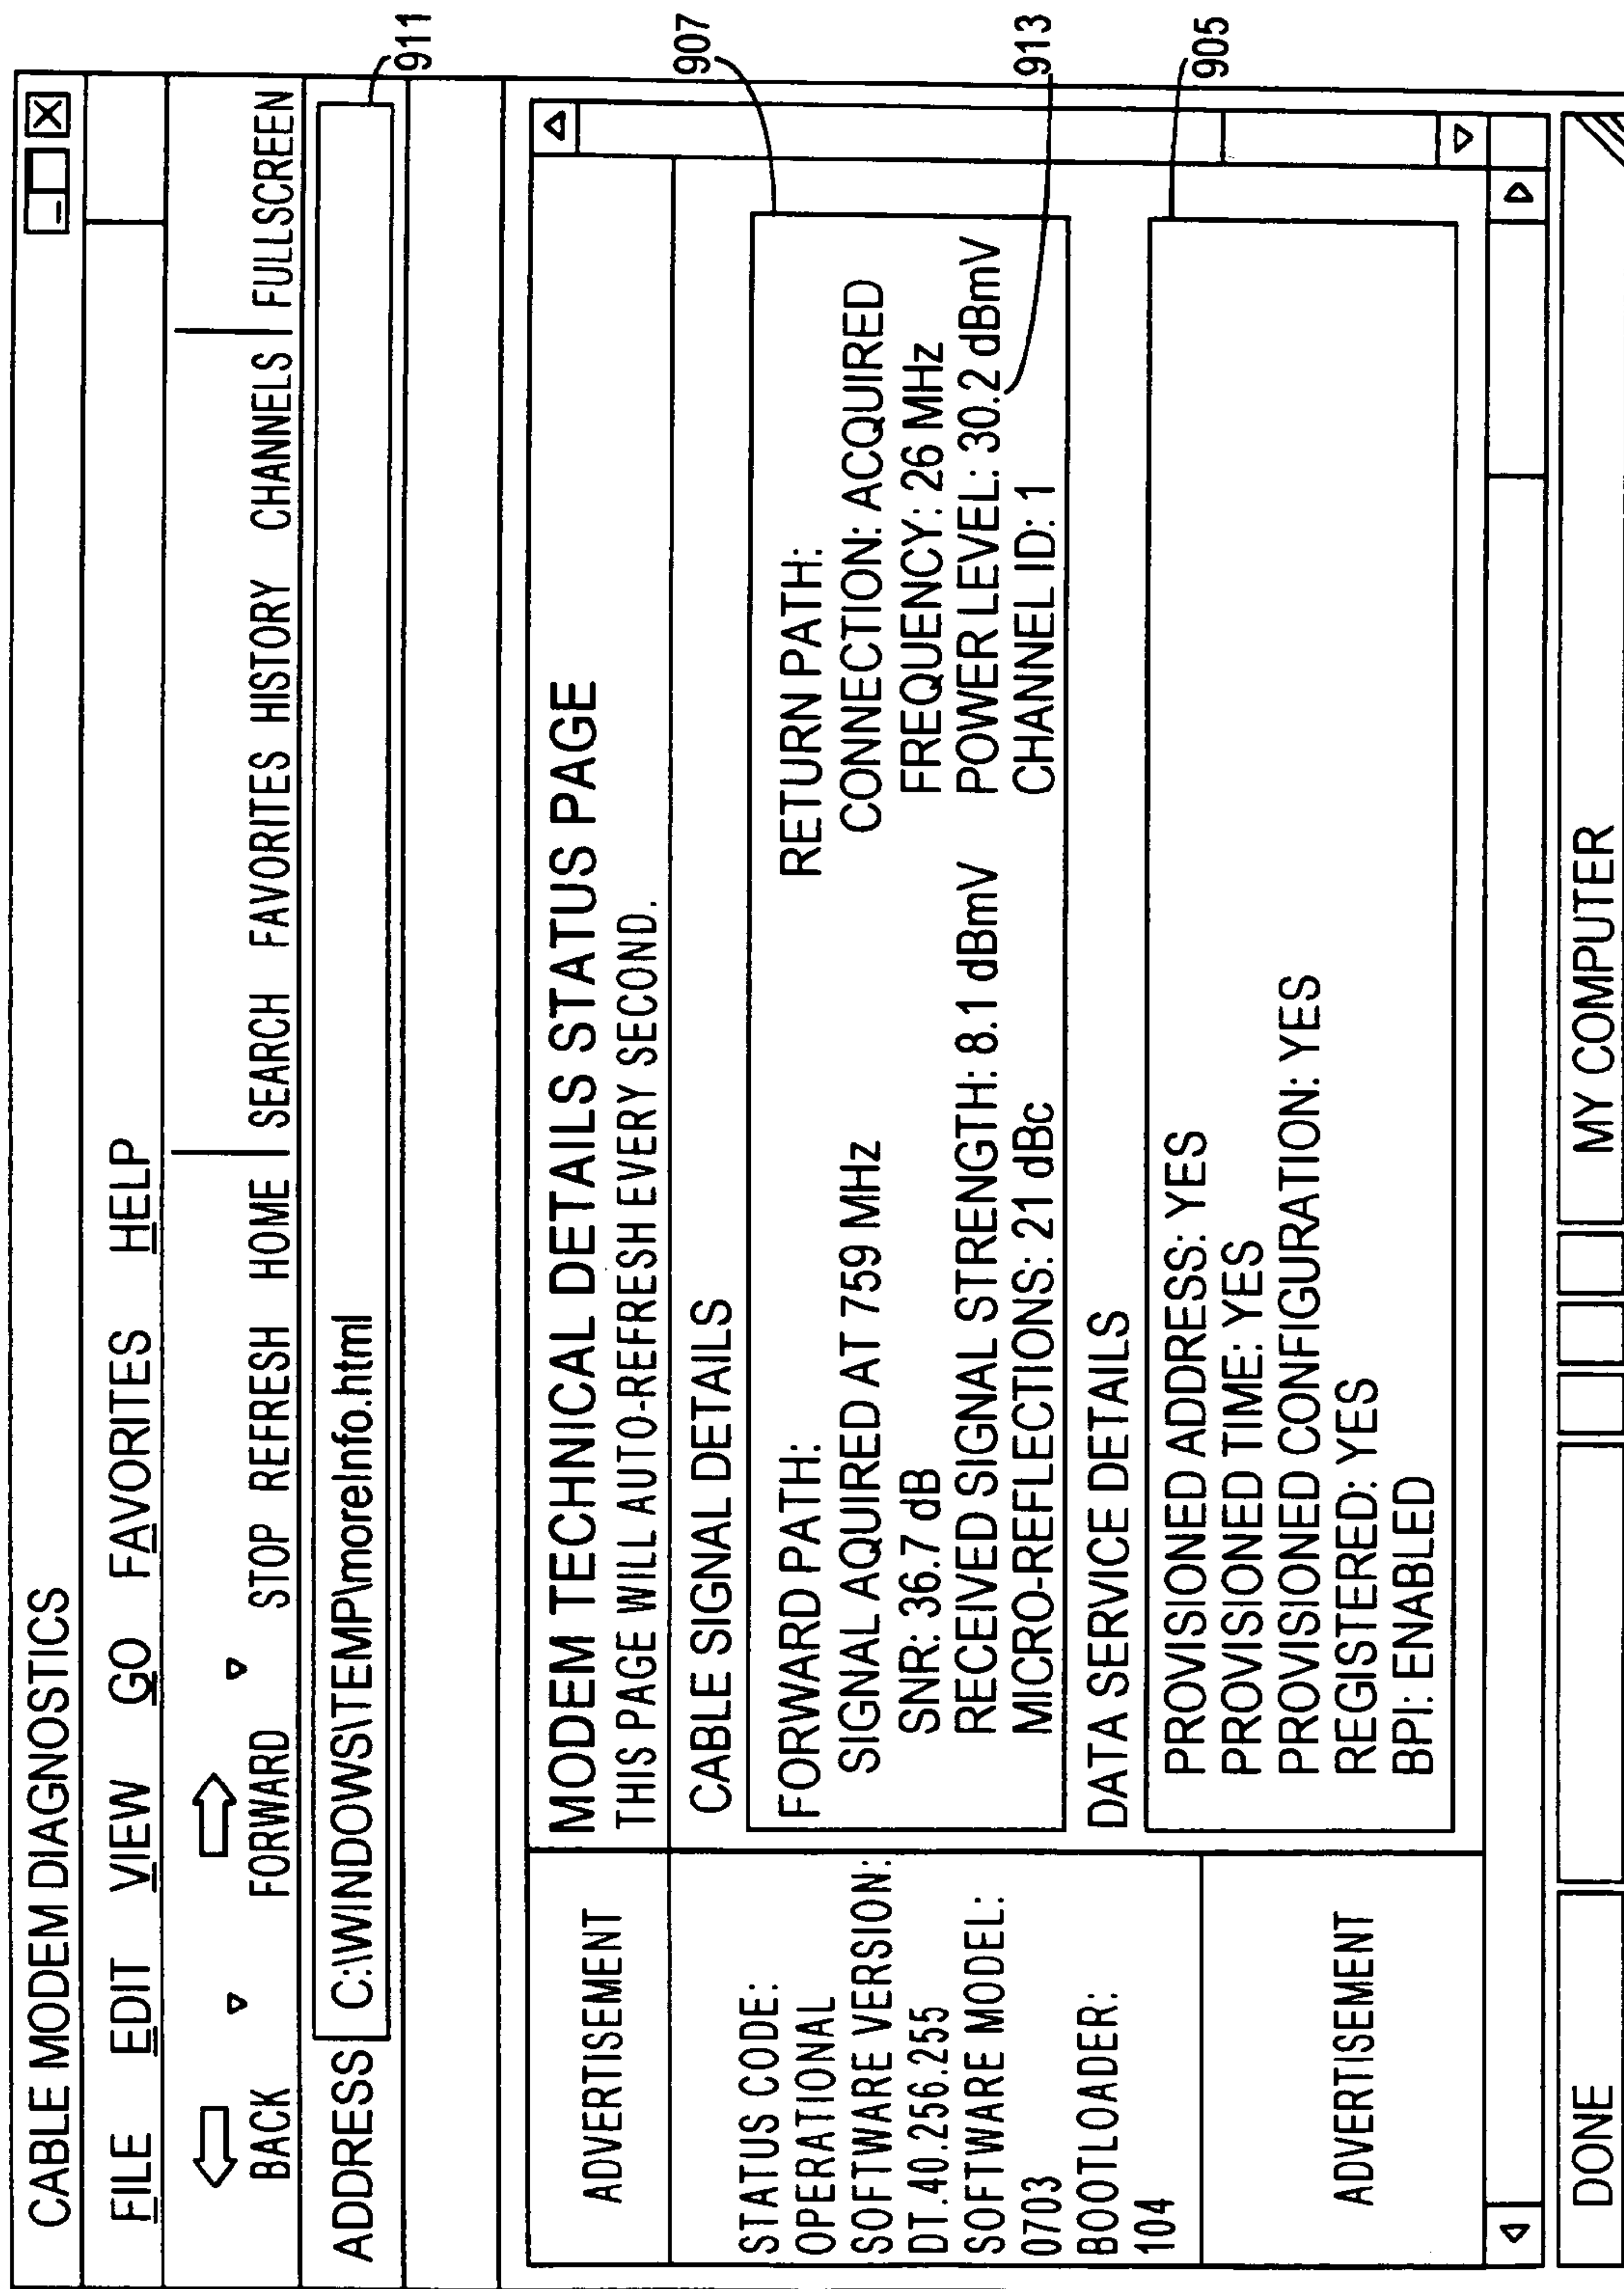 CABLE MODEM DIAGNOSTICS
FILE EDIT VIEW GO FAVORITES HELP
BACK FORWARD STOP REFRESH HOME SEARCH FAVORITES HISTORY CHANNELS FULLSCREEN
ADDRESS C:\WINDOWS\TEMP\moreInfo.html
911
ADVERTISEMENT
STATUS CODE:
OPERATIONAL
SOFTWARE VERSION:
DT.40.256.255
SOFTWARE MODEL:
0703
BOOTLOADER:
104
ADVERTISEMENT
MODEM TECHNICAL DETAILS STATUS PAGE
THIS PAGE WILL AUTO-REFRESH EVERY SECOND.
CABLE SIGNAL DETAILS
907
FORWARD PATH:
SIGNAL AQUIRED AT 759 MHz
SNR: 36.7 dB
RECEIVED SIGNAL STRENGTH: 8.1 dBmV
MICRO-REFLECTIONS: 21 dBc
RETURN PATH:
CONNECTION: ACQUIRED
FREQUENCY: 26 MHz
POWER LEVEL: 30.2 dBmV
CHANNEL ID: 1
913
DATA SERVICE DETAILS
905
PROVISIONED ADDRESS: YES
PROVISIONED TIME: YES
PROVISIONED CONFIGURATION: YES
REGISTERED: YES
BPI: ENABLED
DONE
MY COMPUTER